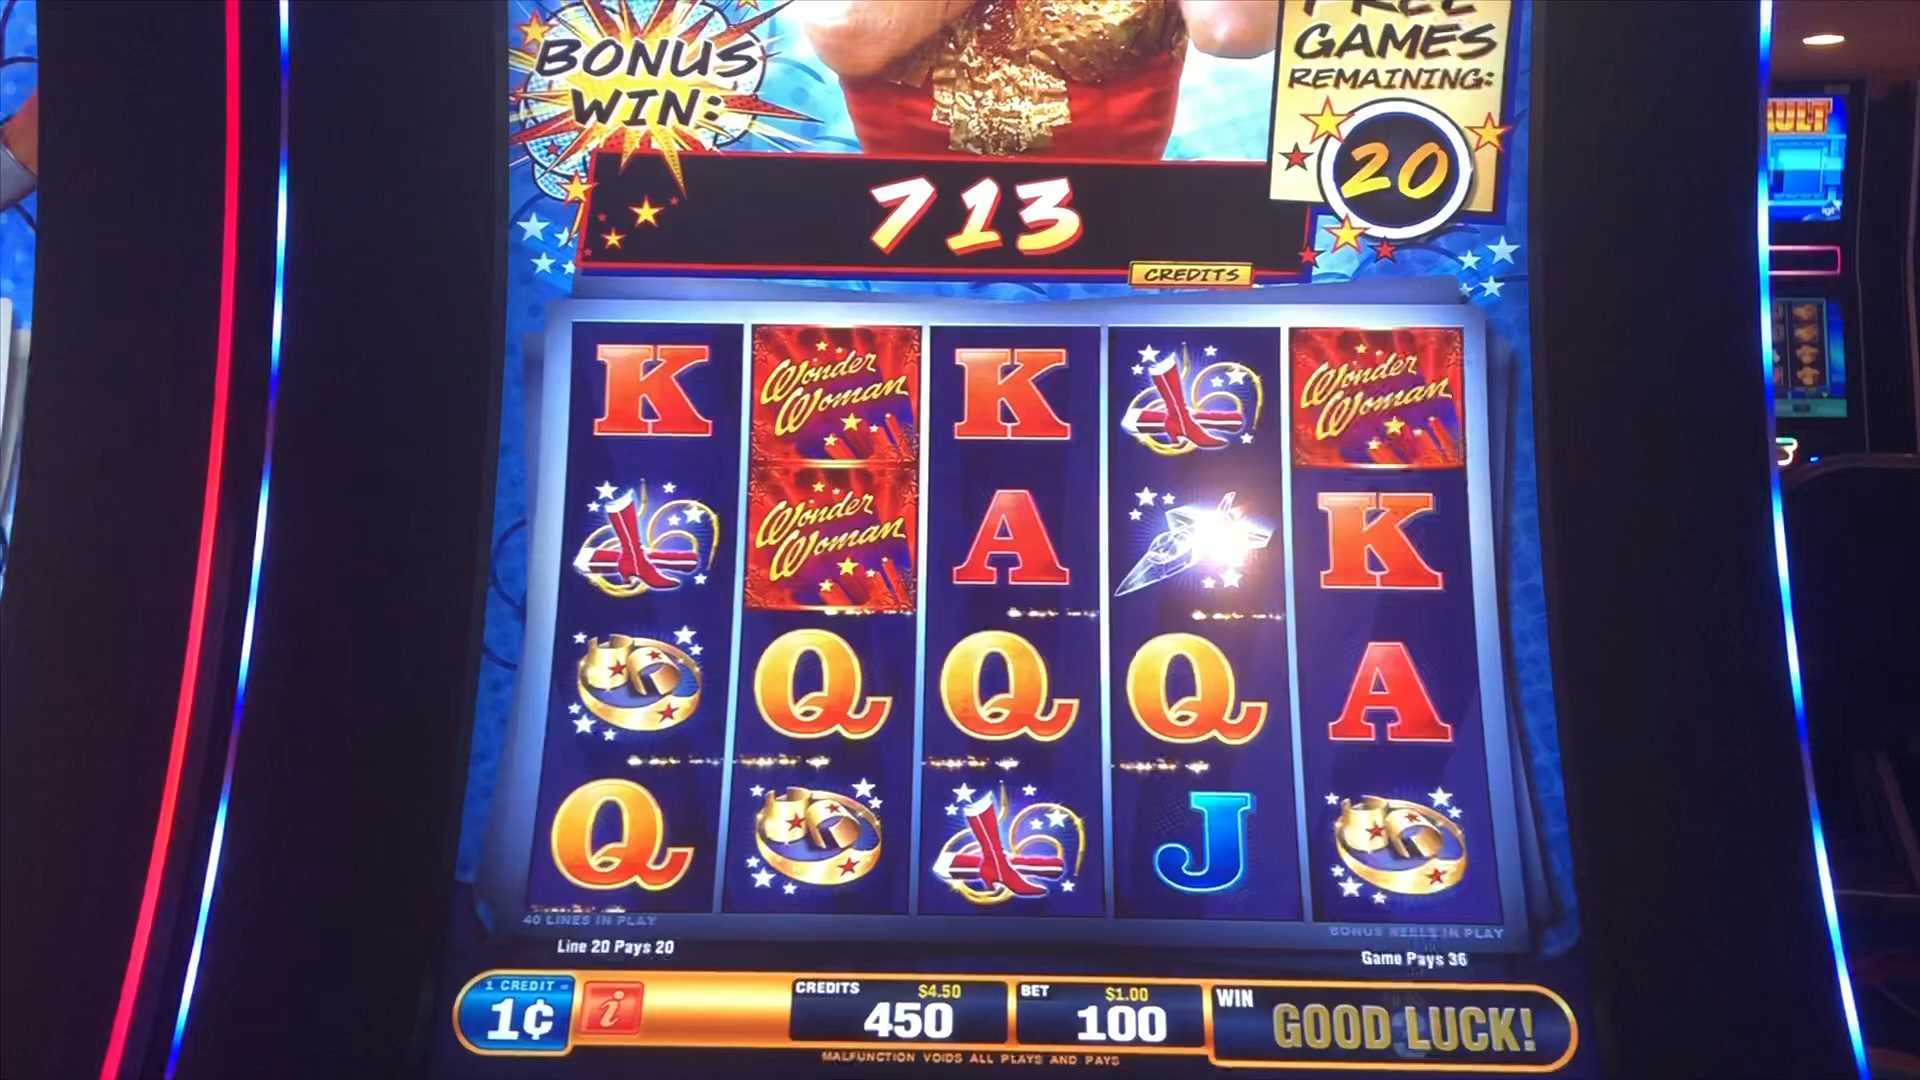 BONUS
WIN:
FREE
GAMES
REMAINING:
20
713
CREDITS
K
Wonder
Woman
K
Wonder
Woman
Wonder
Woman
A
K
Q
Q
Q
A
Q
J
40 LINES IN PLAY
BONUS REELS IN PLAY
Line 20 Pays 20
Game Pays 36
1 CREDIT =
1¢
i
CREDITS
$4.50
450
BET
$1.00
100
WIN
GOOD LUCK!
MALFUNCTION VOIDS ALL PLAYS AND PAYS
igt